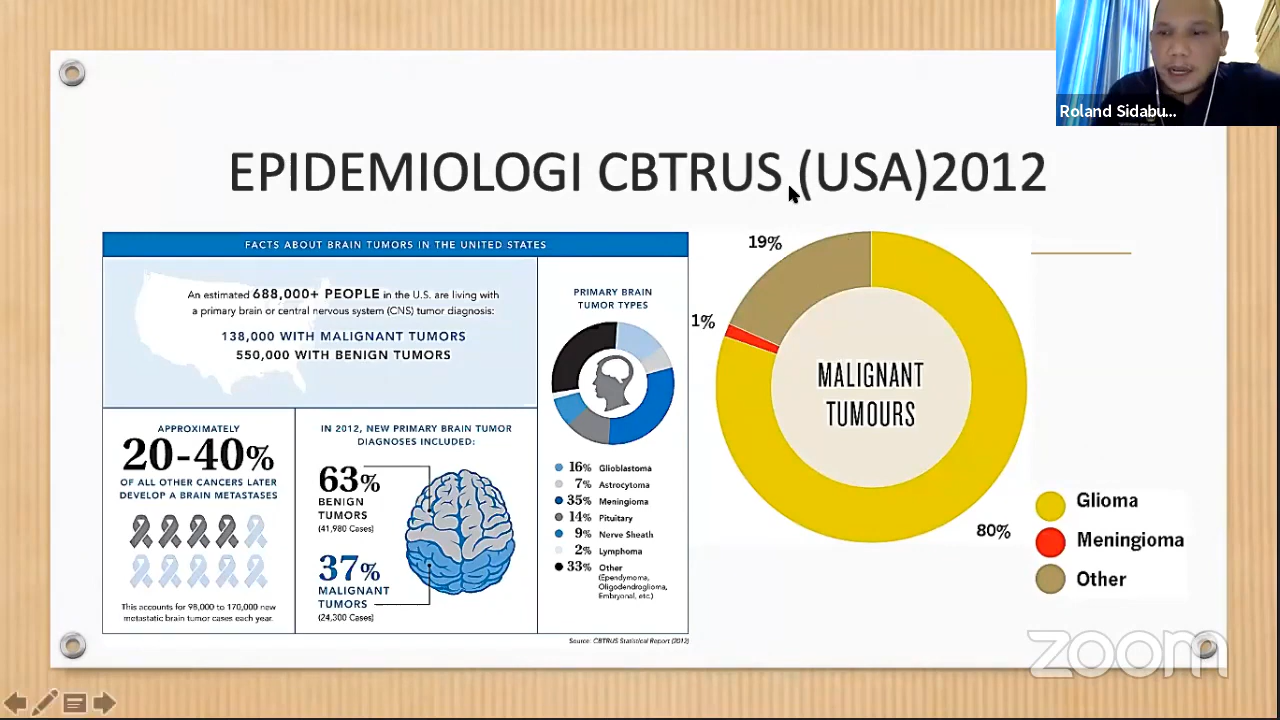 Roland Sidabu...
EPIDEMIOLOGI CBTRUS (USA)2012
FACTS ABOUT BRAIN TUMORS IN THE UNITED STATES
An estimated 688,000+ PEOPLE in the U.S. are living with
a primary brain or central nervous system (CNS) tumor diagnosis:
138,000 WITH MALIGNANT TUMORS
550,000 WITH BENIGN TUMORS
APPROXIMATELY
20-40%
OF ALL OTHER CANCERS LATER
DEVELOP A BRAIN METASTASES
This accounts for 98,000 to 170,000 new
metastatic brain tumor cases each year.
IN 2012, NEW PRIMARY BRAIN TUMOR
DIAGNOSES INCLUDED:
63%
BENIGN
TUMORS
(41,980 Cases)
37%
MALIGNANT
TUMORS
(24,300 Cases)
PRIMARY BRAIN
TUMOR TYPES
16% Glioblastoma
7% Astrocytoma
35% Meningioma
14% Pituitary
9% Nerve Sheath
2% Lymphoma
33% Other
(Ependymoma,
Oligodendroglioma,
Embryonal, etc.)
Source: CBTRUS Statistical Report (2012)
19%
1%
MALIGNANT
TUMOURS
80%
Glioma
Meningioma
Other
zoom